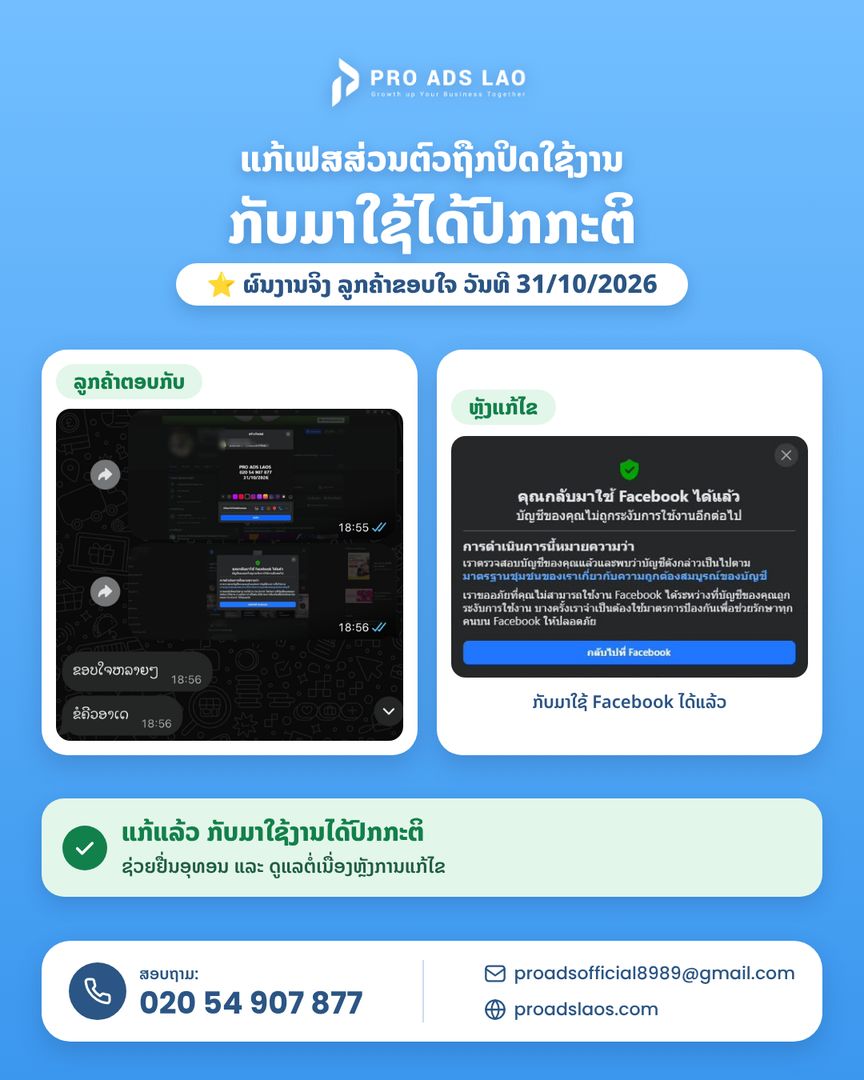 PRO ADS LAO
Growth up Your Business Together
ແກ້ເຟສສ່ວນຕົວຖືກປິດໃຊ້ງານ
ກັບມາໃຊ້ໄດ້ປົກກະຕິ
⭐ ຜົນງານຈິງ ລູກຄ້າຂອບໃຈ ວັນທີ 31/10/2026
ລູກຄ້າຕອບກັບ
PRO ADS LAOS
020 54 907 877
31/10/2026
18:55
18:56
ຂອບໃຈຫລາຍໆ 18:56
ຂໍຄີວອາເດ 18:56
ຫຼັງແກ້ໄຂ
คุณกลับมาใช้ Facebook ได้แล้ว
บัญชีของคุณไม่ถูกระงับการใช้งานอีกต่อไป
การดำเนินการนี้หมายความว่า
เราตรวจสอบบัญชีของคุณแล้วและพบว่าบัญชีดังกล่าวเป็นไปตาม
มาตรฐานชุมชนของเราเกี่ยวกับความถูกต้องสมบูรณ์ของบัญชี
เราขออภัยที่คุณไม่สามารถใช้งาน Facebook ได้ระหว่างที่บัญชีของคุณถูก
ระงับการใช้งาน บางครั้งเราจำเป็นต้องใช้มาตรการป้องกันเพื่อช่วยรักษาทุก
คนบน Facebook ให้ปลอดภัย
กลับไปที่ Facebook
ກັບມາໃຊ້ Facebook ໄດ້ແລ້ວ
ແກ້ແລ້ວ ກັບມາໃຊ້ງານໄດ້ປົກກະຕິ
ຊ່ວຍຢື່ນອຸທອນ ແລະ ດູແລຕໍ່ເນື່ອງຫຼັງການແກ້ໄຂ
ສອບຖາມ:
020 54 907 877
proadsofficial8989@gmail.com
proadslaos.com